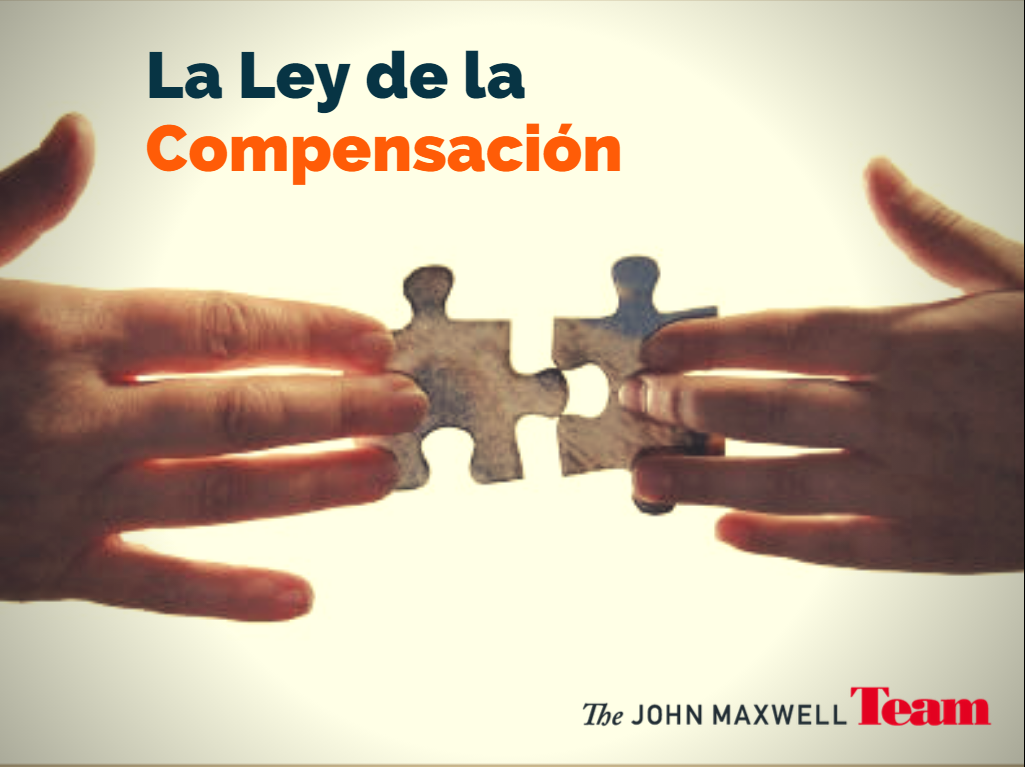 La Ley de la
Compensación
The JOHN MAXWELL Team